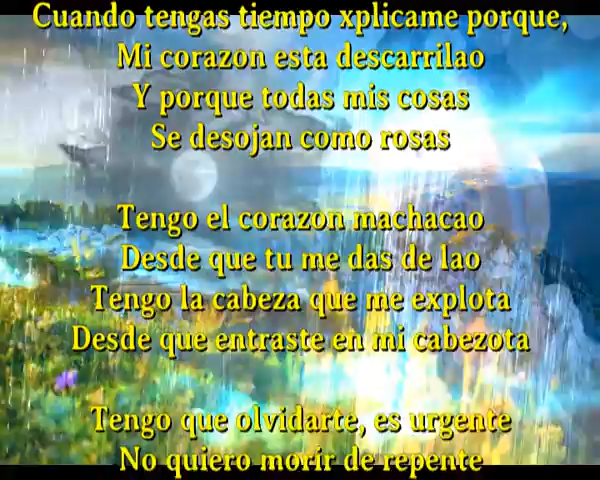 Cuando tengas tiempo xplicame porque,
Mi corazon esta descarrilao
Y porque todas mis cosas
Se desojan como rosas
Tengo el corazon machacao
Desde que tu me das de lao
Tengo la cabeza que me explota
Desde que entraste en mi cabezota
Tengo que olvidarte, es urgente
No quiero morir de repente